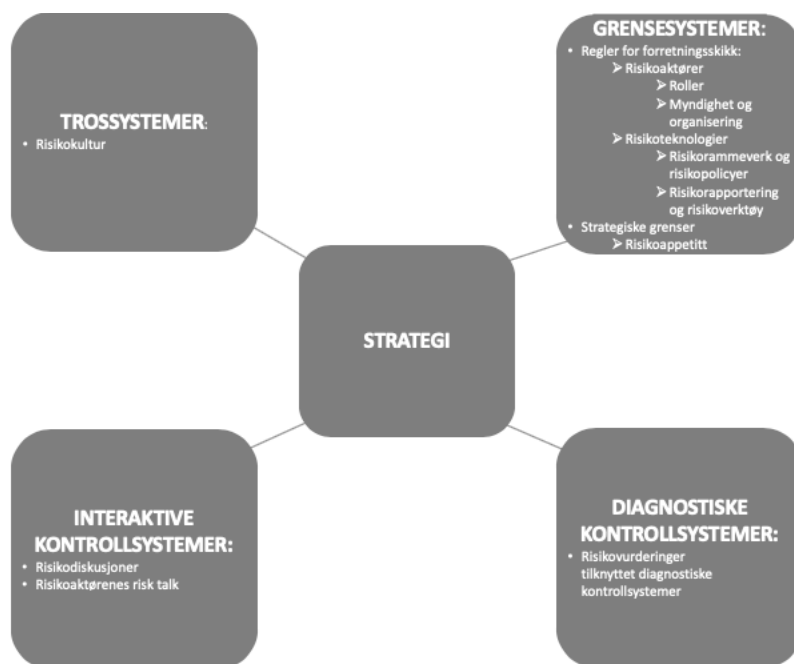 TROSSYSTEMER:
• Risikokultur
GRENSESYSTEMER:
• Regler for forretningsskikk:
➢ Risikoaktører
➢ Roller
➢ Myndighet og
organisering
➢ Risikoteknologier
➢ Risikorammeverk og
risikopolicyer
➢ Risikorapportering
og risikoverktøy
• Strategiske grenser
➢ Risikoappetitt
STRATEGI
INTERAKTIVE
KONTROLLSYSTEMER:
• Risikodiskusjoner
• Risikoaktørenes risk talk
DIAGNOSTISKE
KONTROLLSYSTEMER:
• Risikovurderinger
tilknyttet diagnostiske
kontrollsystemer